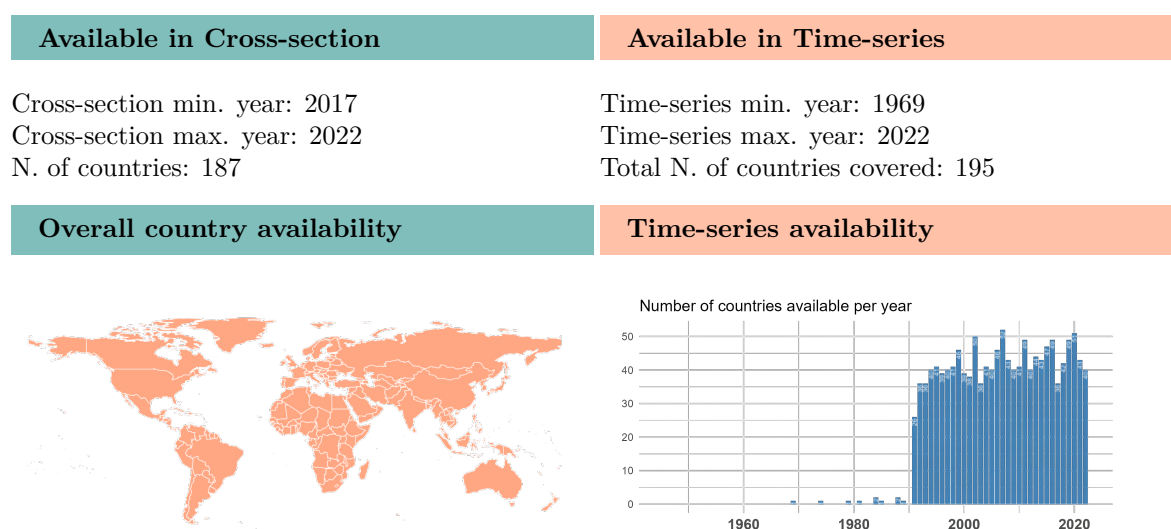 Available in Cross-section
Available in Time-series
Cross-section min. year: 2017
Cross-section max. year: 2022
N. of countries: 187
Time-series min. year: 1969
Time-series max. year: 2022
Total N. of countries covered: 195
Overall country availability
Time-series availability
Number of countries available per year
50
40
30
20
10
0
1960
1980
2000
2020